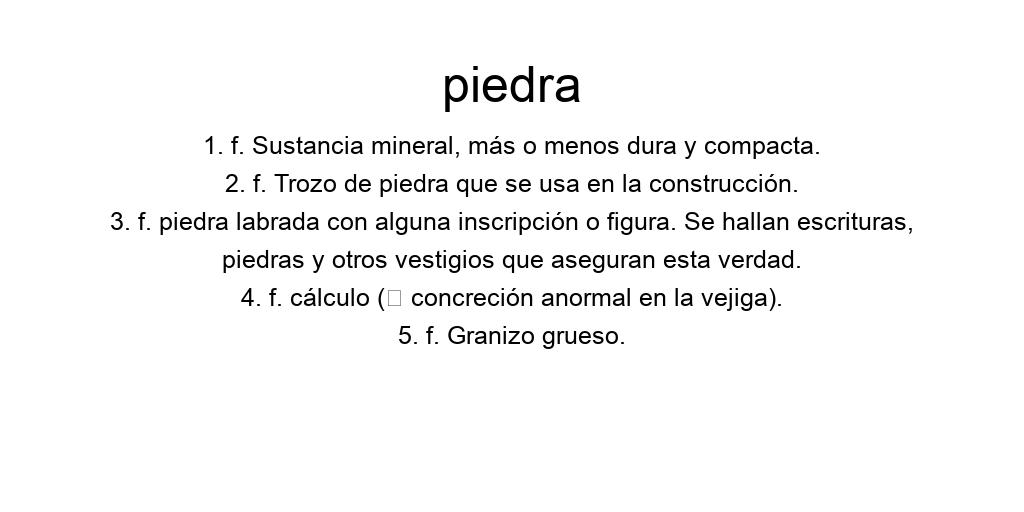 piedra
1. f. Sustancia mineral, más o menos dura y compacta.
2. f. Trozo de piedra que se usa en la construcción.
3. f. piedra labrada con alguna inscripción o figura. Se hallan escrituras,
piedras y otros vestigios que aseguran esta verdad.
4. f. cálculo (▯ concreción anormal en la vejiga).
5. f. Granizo grueso.